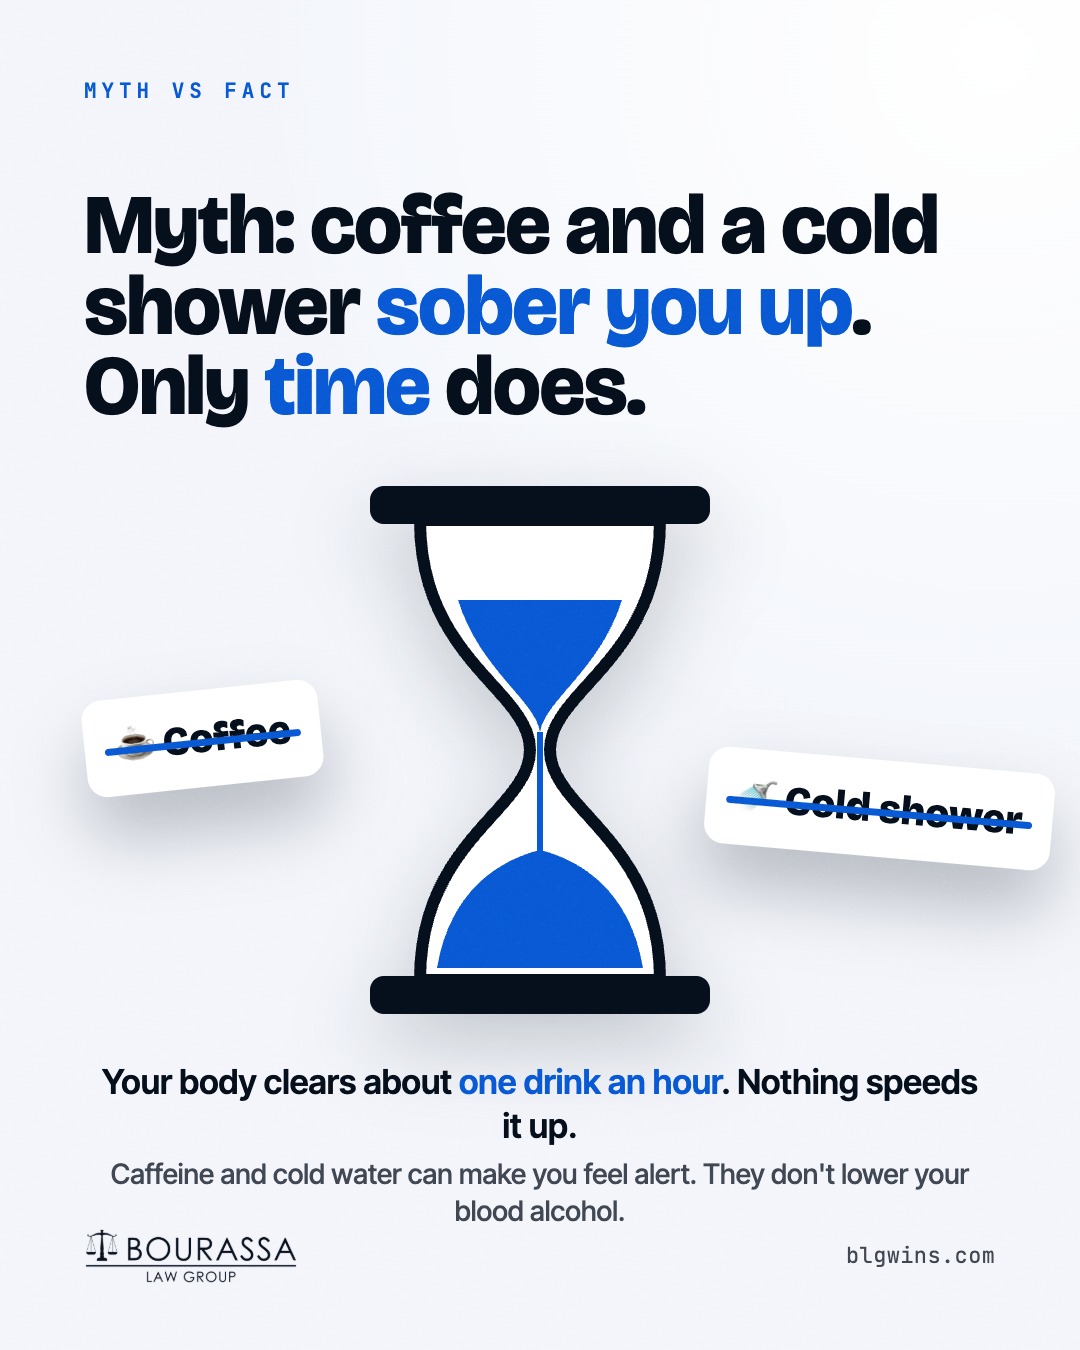 MYTH VS FACT
Myth: coffee and a cold
shower sober you up.
Only time does.
Coffee
Cold shower
Your body clears about one drink an hour. Nothing speeds
it up.
Caffeine and cold water can make you feel alert. They don't lower your
blood alcohol.
BOURASSA
LAW GROUP
blgwins.com